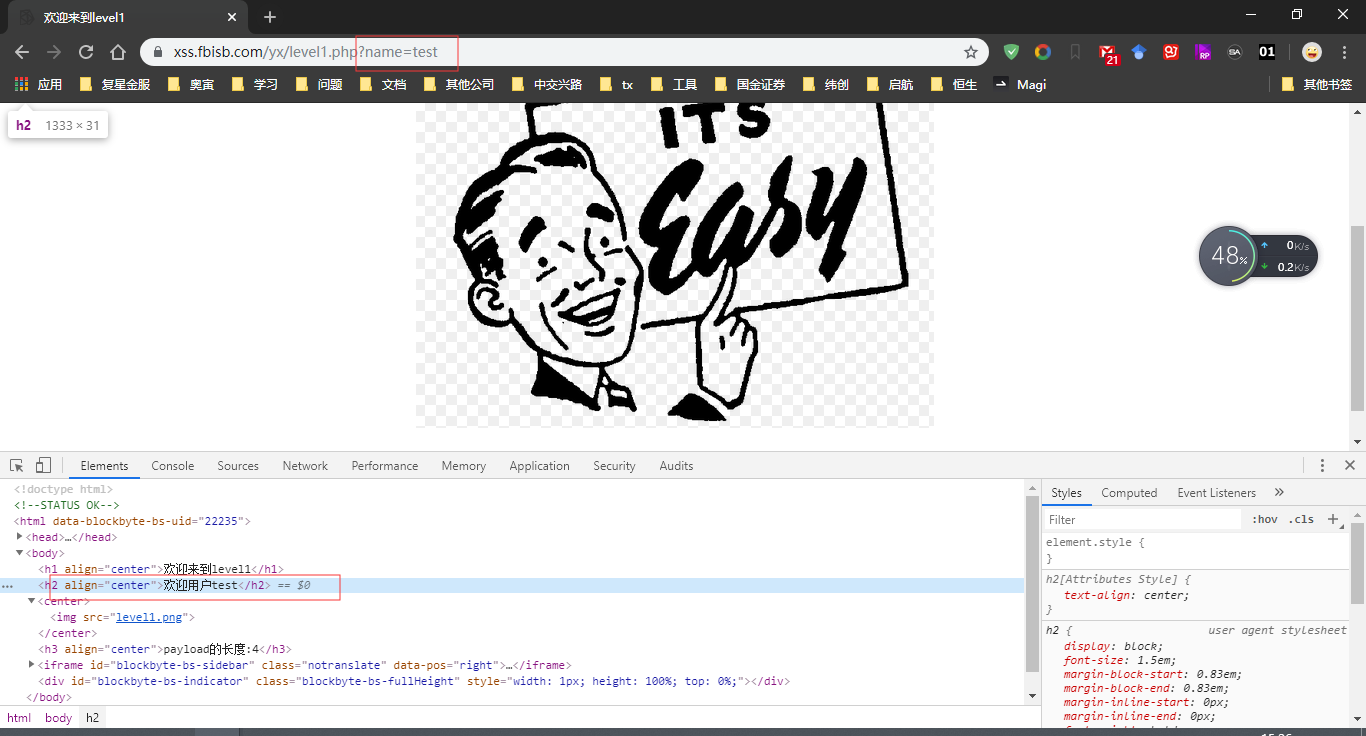 欢迎来到level1
xss.fbisb.com/yx/level1.php?name=test
21
RP
SA
01
应用 复星金服 奥寅 学习 问题 文档 其他公司 中交兴路 tx 工具 国金证券 纬创 启航 恒生 Magi 其他书签
h2 1333 × 31
ITS
Easy
48%
0K/s
0.2K/s
Elements Console Sources Network Performance Memory Application Security Audits
<!doctype html>
<!--STATUS OK-->
<html data-blockbyte-bs-uid="22235">
<head>…</head>
<body>
<h1 align="center">欢迎来到level1</h1>
<h2 align="center">欢迎用户test</h2> == $0
<center>
<img src="level1.png">
</center>
<h3 align="center">payload的长度:4</h3>
<iframe id="blockbyte-bs-sidebar" class="notranslate" data-pos="right">…</iframe>
<div id="blockbyte-bs-indicator" class="blockbyte-bs-fullHeight" style="width: 1px; height: 100%; top: 0%;"></div>
</body>
html body h2
Styles Computed Event Listeners »
Filter :hov .cls +
element.style {
}
h2[Attributes Style] {
text-align: center;
}
h2 { user agent stylesheet
display: block;
font-size: 1.5em;
margin-block-start: 0.83em;
margin-block-end: 0.83em;
margin-inline-start: 0px;
margin-inline-end: 0px;